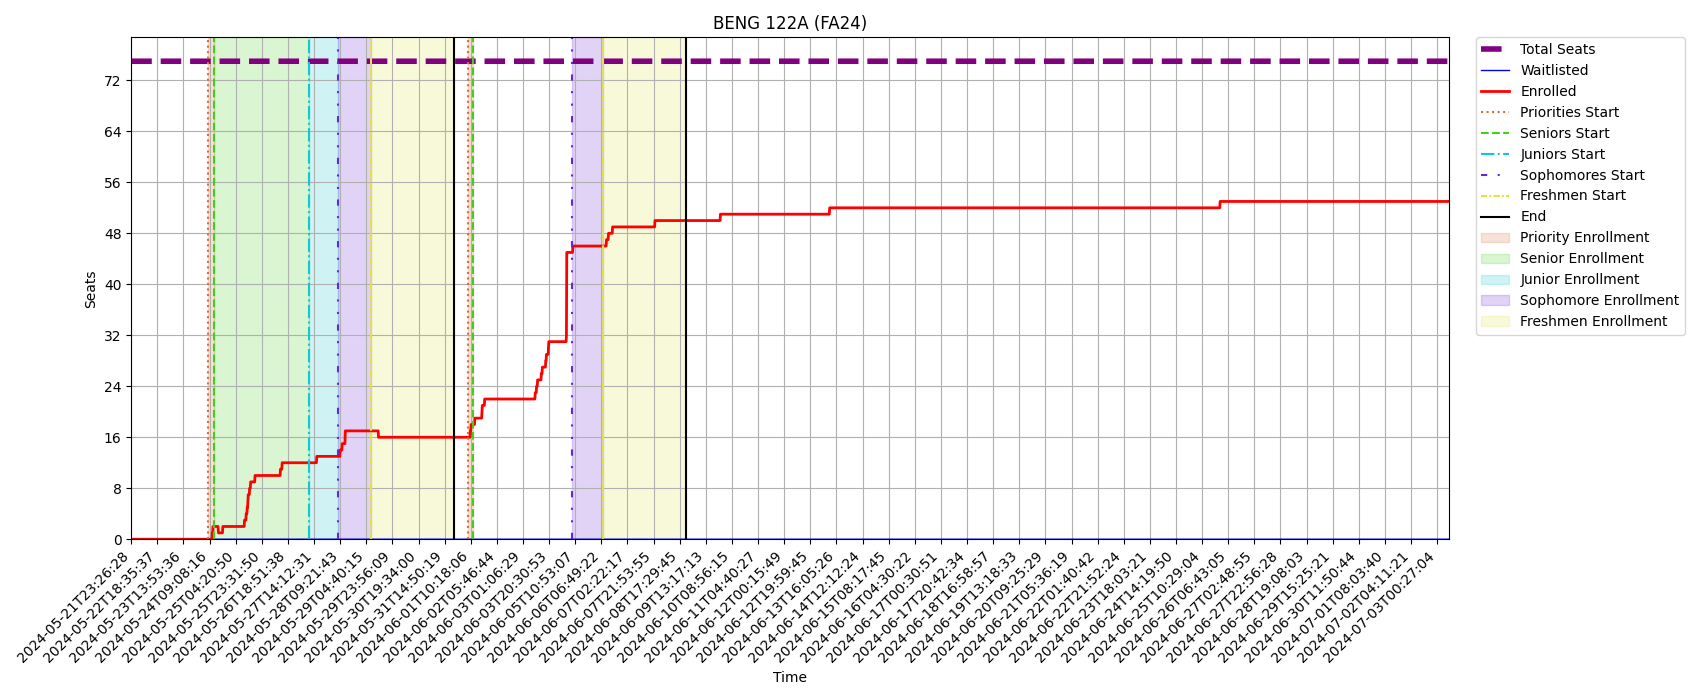 BENG 122A (FA24)
Total Seats
Waitlisted
Enrolled
Priorities Start
Seniors Start
Juniors Start
Sophomores Start
Freshmen Start
End
Priority Enrollment
Senior Enrollment
Junior Enrollment
Sophomore Enrollment
Freshmen Enrollment
Seats
72
64
56
48
40
32
24
16
8
0
2024-05-21T23:26:28
2024-05-22T18:35:37
2024-05-23T13:53:36
2024-05-24T09:08:16
2024-05-25T04:20:50
2024-05-25T23:31:50
2024-05-26T18:51:38
2024-05-27T14:12:31
2024-05-28T09:21:43
2024-05-29T04:40:15
2024-05-29T23:56:09
2024-05-30T19:34:00
2024-05-31T14:50:19
2024-06-01T10:18:06
2024-06-02T05:46:44
2024-06-03T01:06:29
2024-06-03T20:30:53
2024-06-05T10:53:07
2024-06-06T06:49:22
2024-06-07T02:22:17
2024-06-07T21:53:55
2024-06-08T17:29:45
2024-06-09T13:17:13
2024-06-10T08:56:15
2024-06-11T04:40:27
2024-06-12T00:15:49
2024-06-12T19:59:45
2024-06-13T16:05:26
2024-06-14T12:12:24
2024-06-15T08:17:45
2024-06-16T04:30:22
2024-06-17T00:30:51
2024-06-17T20:42:34
2024-06-18T16:58:57
2024-06-19T13:18:33
2024-06-20T09:25:29
2024-06-21T05:36:19
2024-06-22T01:40:42
2024-06-22T21:52:24
2024-06-23T18:03:21
2024-06-24T14:19:50
2024-06-25T10:29:04
2024-06-26T06:43:05
2024-06-27T02:48:55
2024-06-27T22:56:28
2024-06-28T19:08:03
2024-06-29T15:25:21
2024-06-30T11:50:44
2024-07-01T08:03:40
2024-07-02T04:11:21
2024-07-03T00:27:04
Time